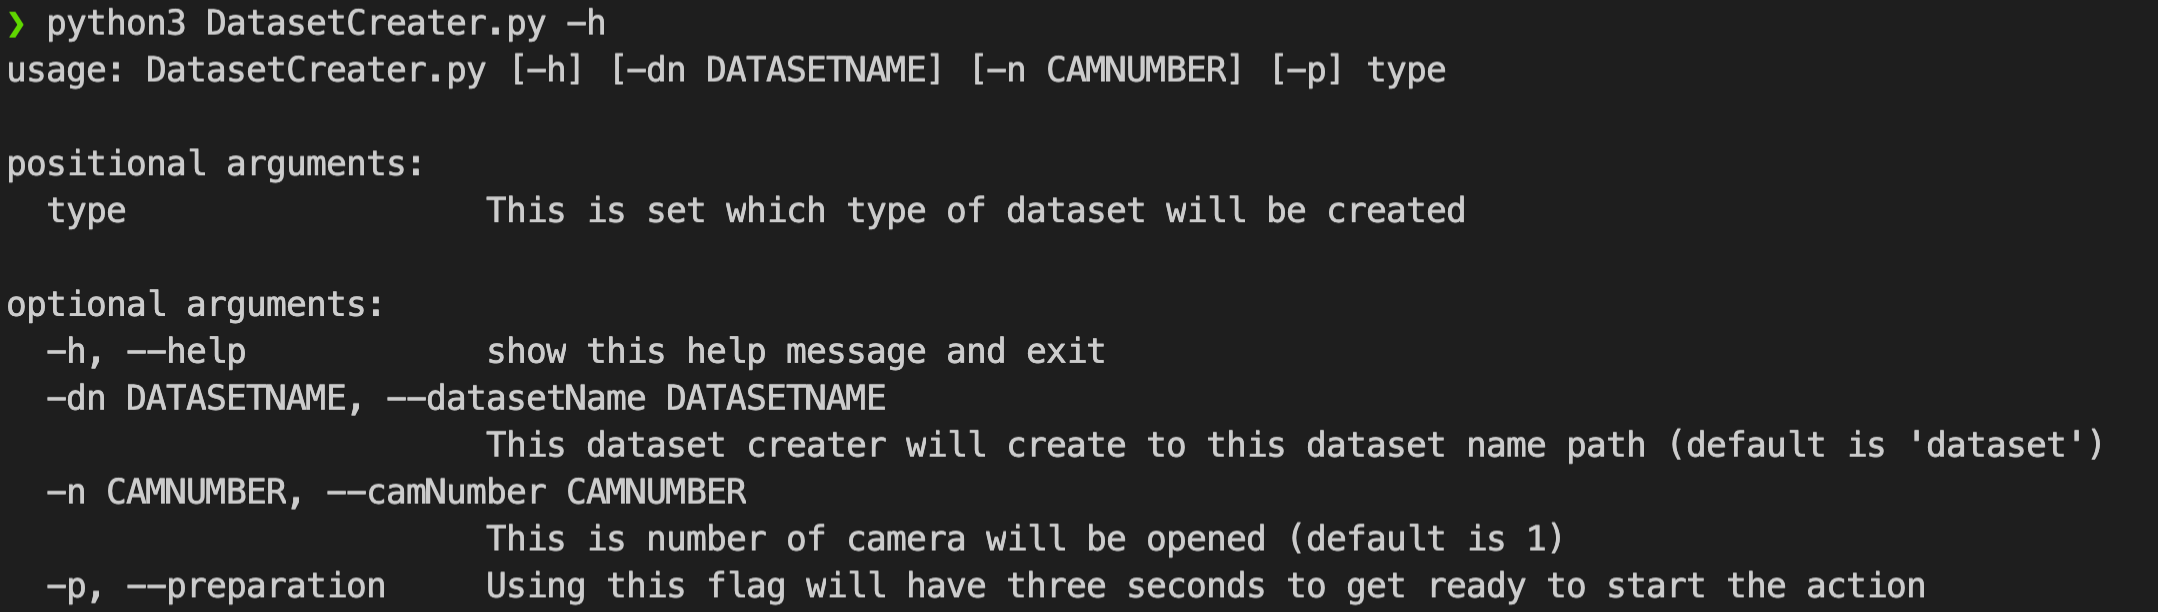 ❯ python3 DatasetCreater.py -h
usage: DatasetCreater.py [-h] [-dn DATASETNAME] [-n CAMNUMBER] [-p] type

positional arguments:
  type                  This is set which type of dataset will be created

optional arguments:
  -h, --help            show this help message and exit
  -dn DATASETNAME, --datasetName DATASETNAME
                        This dataset creater will create to this dataset name path (default is 'dataset')
  -n CAMNUMBER, --camNumber CAMNUMBER
                        This is number of camera will be opened (default is 1)
  -p, --preparation     Using this flag will have three seconds to get ready to start the action